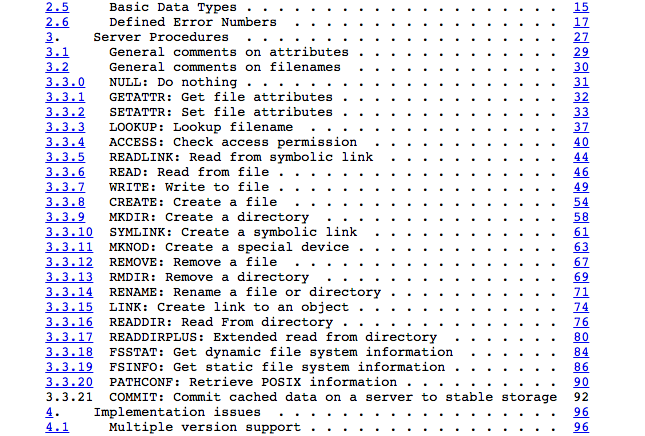 2.5 Basic Data Types . . . . . . . . . . . . . . . . . . . . 15
2.6 Defined Error Numbers . . . . . . . . . . . . . . . . . . 17
3. Server Procedures . . . . . . . . . . . . . . . . . . . . 27
3.1 General comments on attributes . . . . . . . . . . . . . 29
3.2 General comments on filenames . . . . . . . . . . . . . 30
3.3.0 NULL: Do nothing . . . . . . . . . . . . . . . . . . . . 31
3.3.1 GETATTR: Get file attributes . . . . . . . . . . . . . . 32
3.3.2 SETATTR: Set file attributes . . . . . . . . . . . . . . 33
3.3.3 LOOKUP: Lookup filename . . . . . . . . . . . . . . . . 37
3.3.4 ACCESS: Check access permission . . . . . . . . . . . . 40
3.3.5 READLINK: Read from symbolic link . . . . . . . . . . . 44
3.3.6 READ: Read from file . . . . . . . . . . . . . . . . . . 46
3.3.7 WRITE: Write to file . . . . . . . . . . . . . . . . . . 49
3.3.8 CREATE: Create a file . . . . . . . . . . . . . . . . . 54
3.3.9 MKDIR: Create a directory . . . . . . . . . . . . . . . 58
3.3.10 SYMLINK: Create a symbolic link . . . . . . . . . . . . 61
3.3.11 MKNOD: Create a special device . . . . . . . . . . . . . 63
3.3.12 REMOVE: Remove a file . . . . . . . . . . . . . . . . . 67
3.3.13 RMDIR: Remove a directory . . . . . . . . . . . . . . . 69
3.3.14 RENAME: Rename a file or directory . . . . . . . . . . . 71
3.3.15 LINK: Create link to an object . . . . . . . . . . . . . 74
3.3.16 READDIR: Read From directory . . . . . . . . . . . . . . 76
3.3.17 READDIRPLUS: Extended read from directory . . . . . . . 80
3.3.18 FSSTAT: Get dynamic file system information . . . . . . 84
3.3.19 FSINFO: Get static file system information . . . . . . . 86
3.3.20 PATHCONF: Retrieve POSIX information . . . . . . . . . . 90
3.3.21 COMMIT: Commit cached data on a server to stable storage 92
4. Implementation issues . . . . . . . . . . . . . . . . . . 96
4.1 Multiple version support . . . . . . . . . . . . . . . . 96